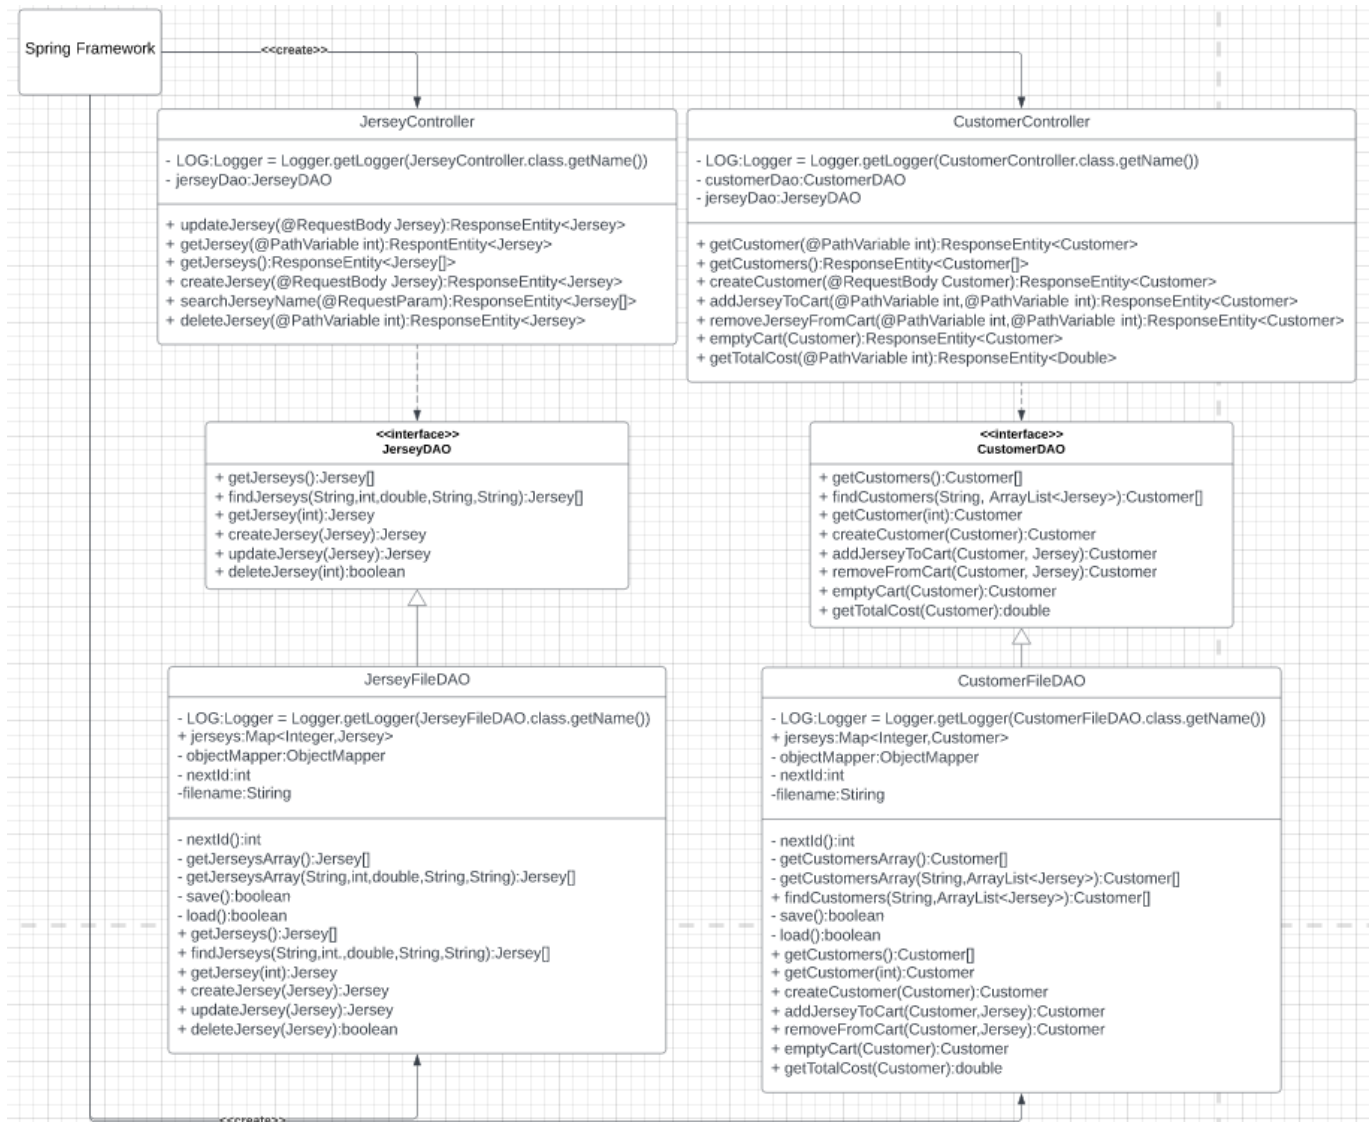 Spring Framework
<<create>>
JerseyController
- LOG:Logger = Logger.getLogger(JerseyController.class.getName())
- jerseyDao:JerseyDAO
+ updateJersey(@RequestBody Jersey):ResponseEntity<Jersey>
+ getJersey(@PathVariable int):RespontEntity<Jersey>
+ getJerseys():ResponseEntity<Jersey[]>
+ createJersey(@RequestBody Jersey):ResponseEntity<Jersey>
+ searchJerseyName(@RequestParam):ResponseEntity<Jersey[]>
+ deleteJersey(@PathVariable int):ResponseEntity<Jersey>
CustomerController
- LOG:Logger = Logger.getLogger(CustomerController.class.getName())
- customerDao:CustomerDAO
- jerseyDao:JerseyDAO
+ getCustomer(@PathVariable int):ResponseEntity<Customer>
+ getCustomers():ResponseEntity<Customer[]>
+ createCustomer(@RequestBody Customer):ResponseEntity<Customer>
+ addJerseyToCart(@PathVariable int,@PathVariable int):ResponseEntity<Customer>
+ removeJerseyFromCart(@PathVariable int,@PathVariable int):ResponseEntity<Customer>
+ emptyCart(Customer):ResponseEntity<Customer>
+ getTotalCost(@PathVariable int):ResponseEntity<Double>
<<interface>>
JerseyDAO
+ getJerseys():Jersey[]
+ findJerseys(String,int,double,String,String):Jersey[]
+ getJersey(int):Jersey
+ createJersey(Jersey):Jersey
+ updateJersey(Jersey):Jersey
+ deleteJersey(int):boolean
<<interface>>
CustomerDAO
+ getCustomers():Customer[]
+ findCustomers(String, ArrayList<Jersey>):Customer[]
+ getCustomer(int):Customer
+ createCustomer(Customer):Customer
+ addJerseyToCart(Customer, Jersey):Customer
+ removeFromCart(Customer, Jersey):Customer
+ emptyCart(Customer):Customer
+ getTotalCost(Customer):double
JerseyFileDAO
- LOG:Logger = Logger.getLogger(JerseyFileDAO.class.getName())
+ jerseys:Map<Integer,Jersey>
- objectMapper:ObjectMapper
- nextId:int
-filename:Stiring
- nextId():int
- getJerseysArray():Jersey[]
- getJerseysArray(String,int,double,String,String):Jersey[]
- save():boolean
- load():boolean
+ getJerseys():Jersey[]
+ findJerseys(String,int.,double,String,String):Jersey[]
+ getJersey(int):Jersey
+ createJersey(Jersey):Jersey
+ updateJersey(Jersey):Jersey
+ deleteJersey(Jersey):boolean
CustomerFileDAO
- LOG:Logger = Logger.getLogger(CustomerFileDAO.class.getName())
+ jerseys:Map<Integer,Customer>
- objectMapper:ObjectMapper
- nextId:int
-filename:Stiring
- nextId():int
- getCustomersArray():Customer[]
- getCustomersArray(String,ArrayList<Jersey>):Customer[]
+ findCustomers(String,ArrayList<Jersey>):Customer[]
- save():boolean
- load():boolean
+ getCustomers():Customer[]
+ getCustomer(int):Customer
+ createCustomer(Customer):Customer
+ addJerseyToCart(Customer,Jersey):Customer
+ removeFromCart(Customer,Jersey):Customer
+ emptyCart(Customer):Customer
+ getTotalCost(Customer):double
<<create>>